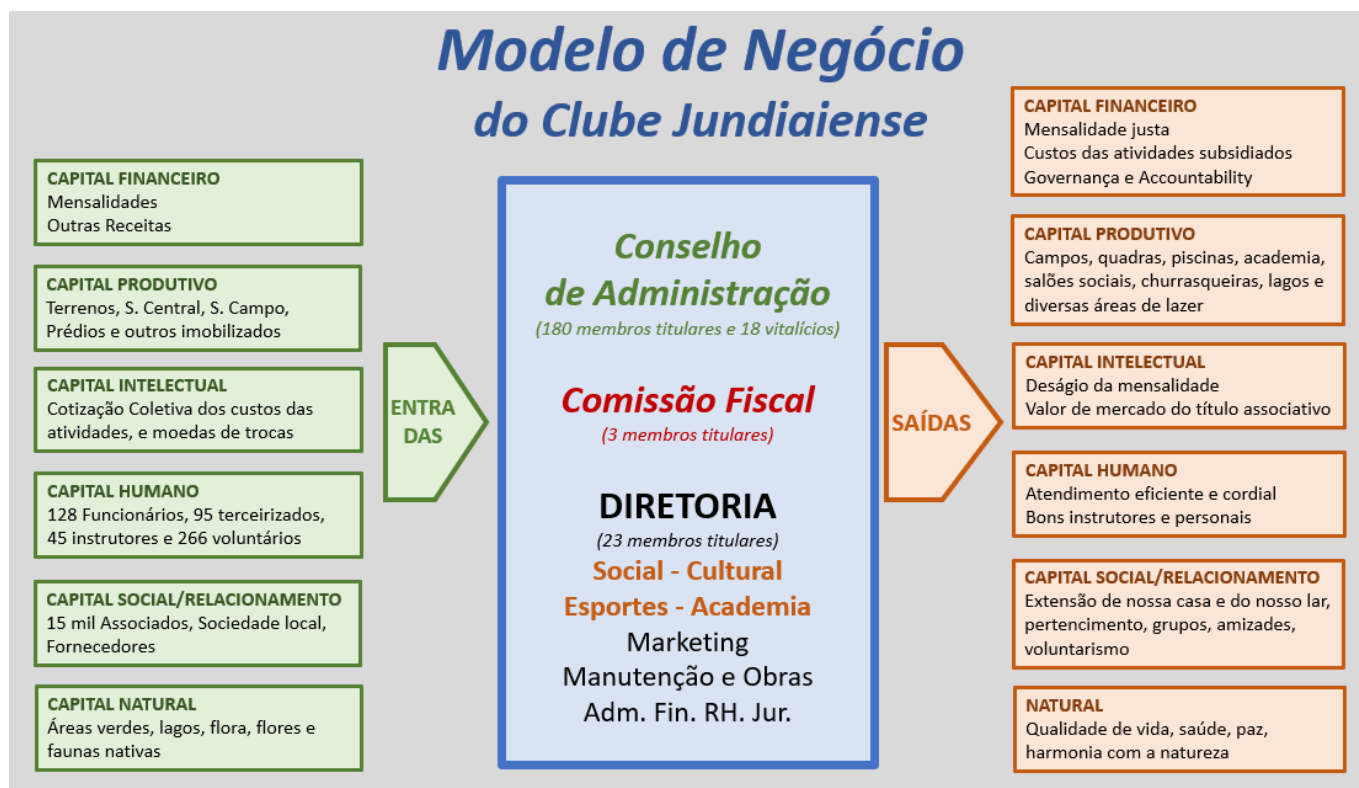 Modelo de Negócio
do Clube Jundiaiense
CAPITAL FINANCEIRO
Mensalidades
Outras Receitas
CAPITAL PRODUTIVO
Terrenos, S. Central, S. Campo,
Prédios e outros imobilizados
CAPITAL INTELECTUAL
Cotização Coletiva dos custos das
atividades, e moedas de trocas
CAPITAL HUMANO
128 Funcionários, 95 terceirizados,
45 instrutores e 266 voluntários
CAPITAL SOCIAL/RELACIONAMENTO
15 mil Associados, Sociedade local,
Fornecedores
CAPITAL NATURAL
Áreas verdes, lagos, flora, flores e
faunas nativas
ENTRA
DAS
Conselho
de Administração
(180 membros titulares e 18 vitalícios)
Comissão Fiscal
(3 membros titulares)
DIRETORIA
(23 membros titulares)
Social - Cultural
Esportes - Academia
Marketing
Manutenção e Obras
Adm. Fin. RH. Jur.
SAÍDAS
CAPITAL FINANCEIRO
Mensalidade justa
Custos das atividades subsidiados
Governança e Accountability
CAPITAL PRODUTIVO
Campos, quadras, piscinas, academia,
salões sociais, churrasqueiras, lagos e
diversas áreas de lazer
CAPITAL INTELECTUAL
Deságio da mensalidade
Valor de mercado do título associativo
CAPITAL HUMANO
Atendimento eficiente e cordial
Bons instrutores e personais
CAPITAL SOCIAL/RELACIONAMENTO
Extensão de nossa casa e do nosso lar,
pertencimento, grupos, amizades,
voluntarismo
NATURAL
Qualidade de vida, saúde, paz,
harmonia com a natureza